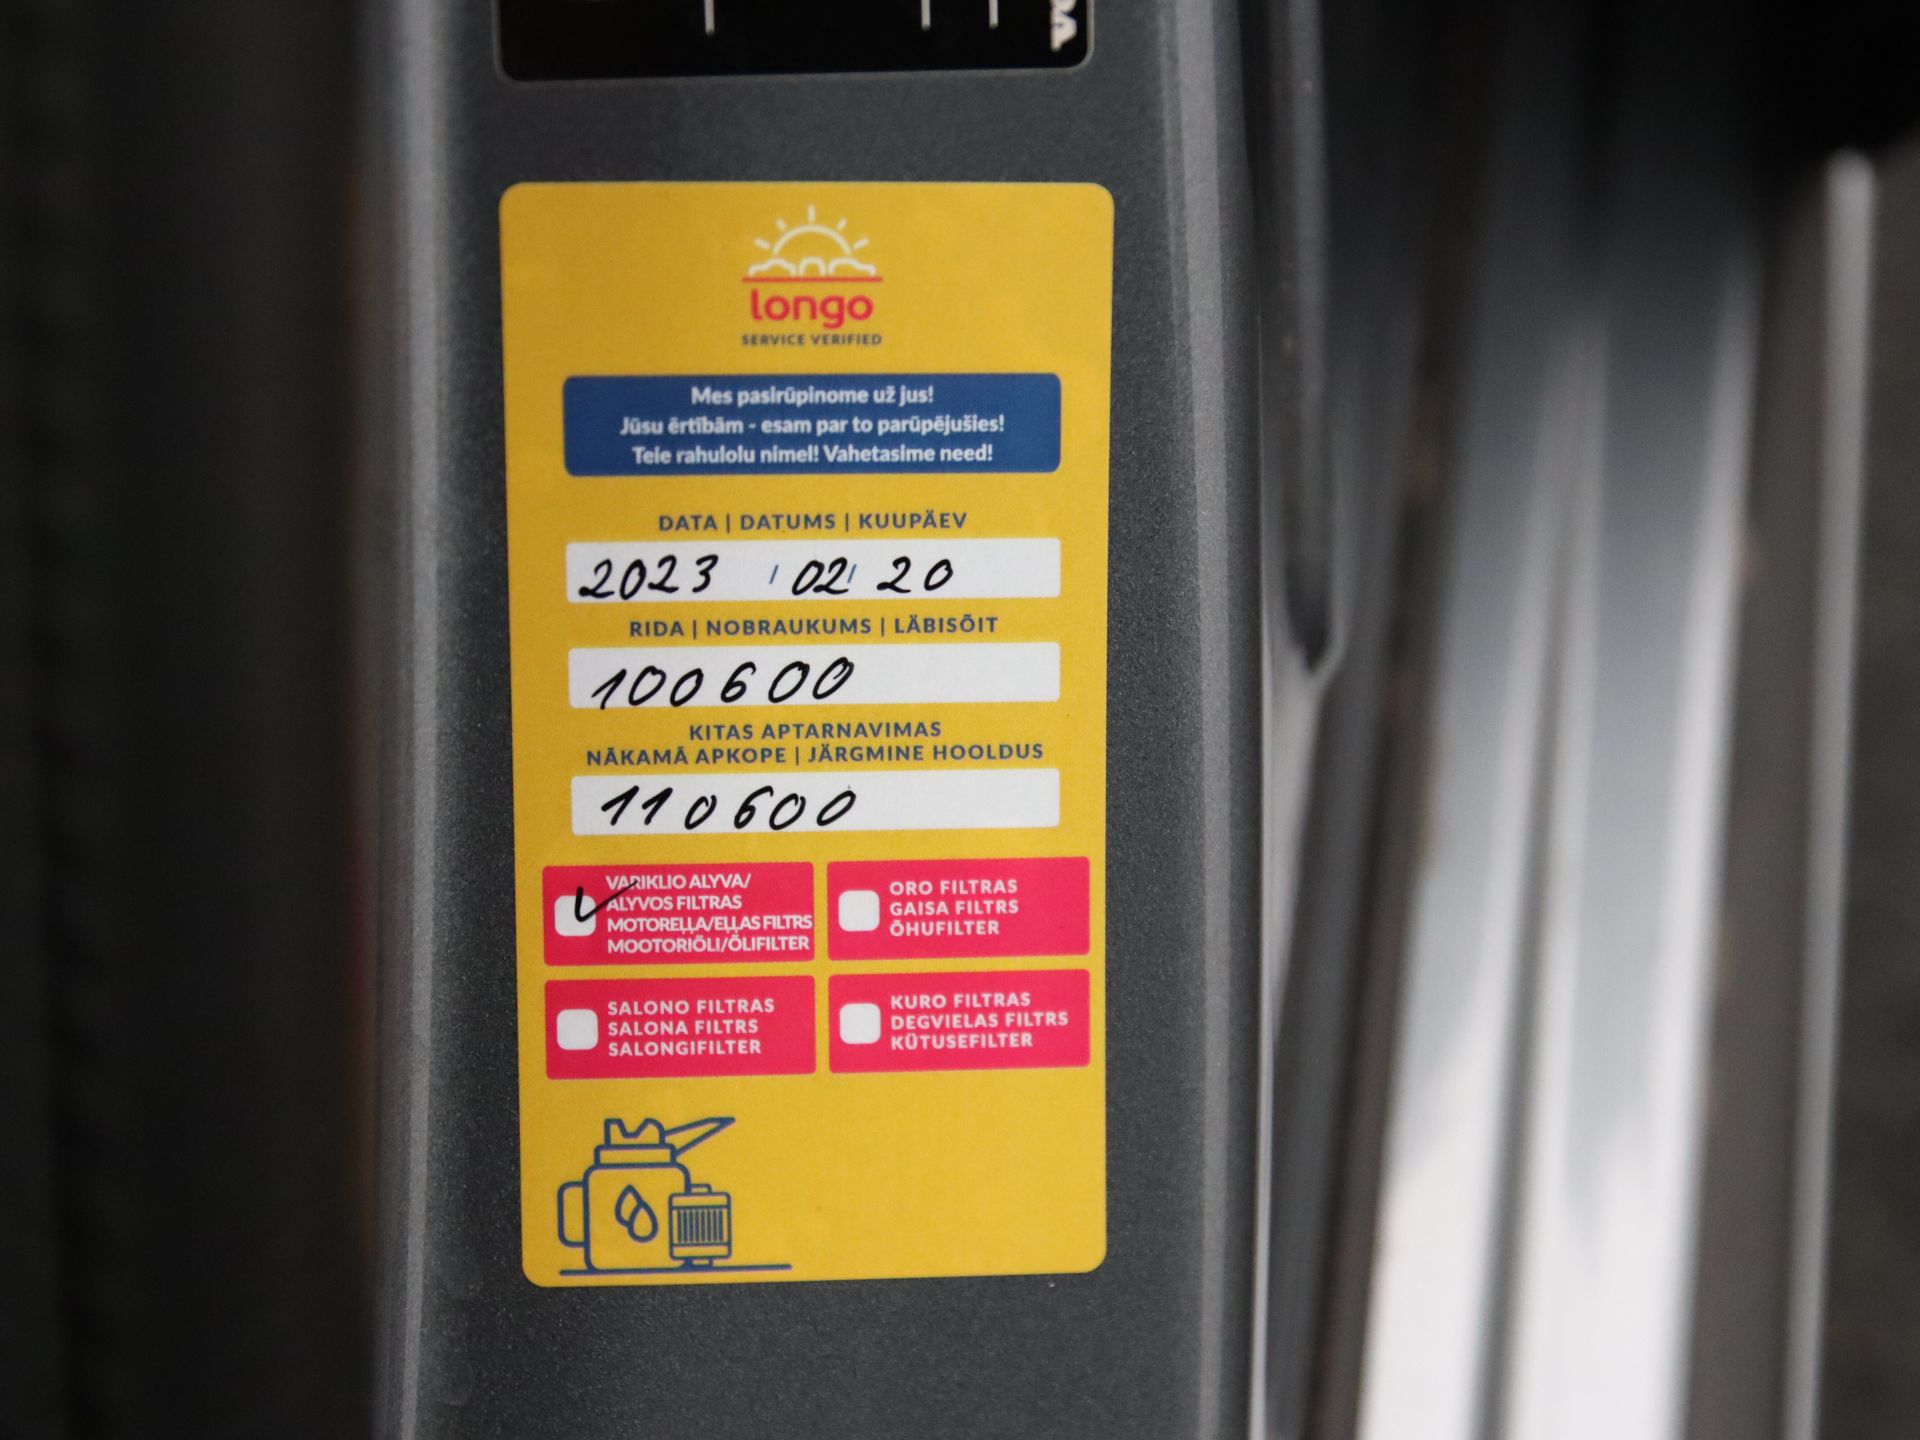 longo
SERVICE VERIFIED
Mes pasirūpinome už jus!
Jūsu ērtībām - esam par to parūpējušies!
Teie rahulolu nimel! Vahetasime need!
DATA | DATUMS | KUUPÄEV
2023 / 02 / 20
RIDA | NOBRAUKUMS | LÄBISÕIT
100600
KITAS APTARNAVIMAS
NĀKAMĀ APKOPE | JÄRGMINE HOOLDUS
110600
VARIKLIO ALYVA/
ALYVOS FILTRAS
MOTOREĻĻA/EĻĻAS FILTRS
MOOTORIÕLI/ÕLIFILTER
ORO FILTRAS
GAISA FILTRS
ÕHUFILTER
SALONO FILTRAS
SALONA FILTRS
SALONGIFILTER
KURO FILTRAS
DEGVIELAS FILTRS
KÜTUSEFILTER